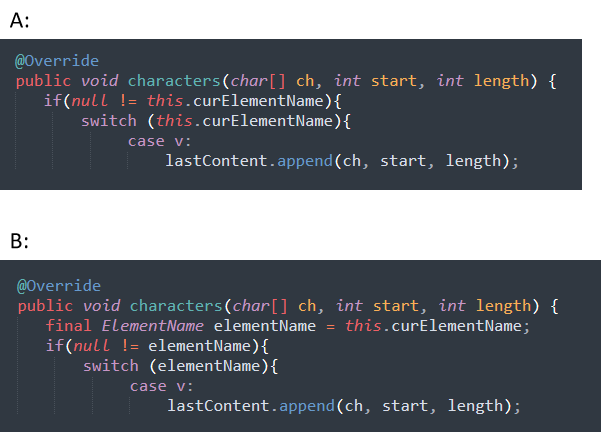 A:
@Override
public void characters(char[] ch, int start, int length) {
if(null != this.curElementName){
switch (this.curElementName){
case v:
lastContent.append(ch, start, length);
B:
@Override
public void characters(char[] ch, int start, int length) {
final ElementName elementName = this.curElementName;
if(null != elementName){
switch (elementName){
case v:
lastContent.append(ch, start, length);